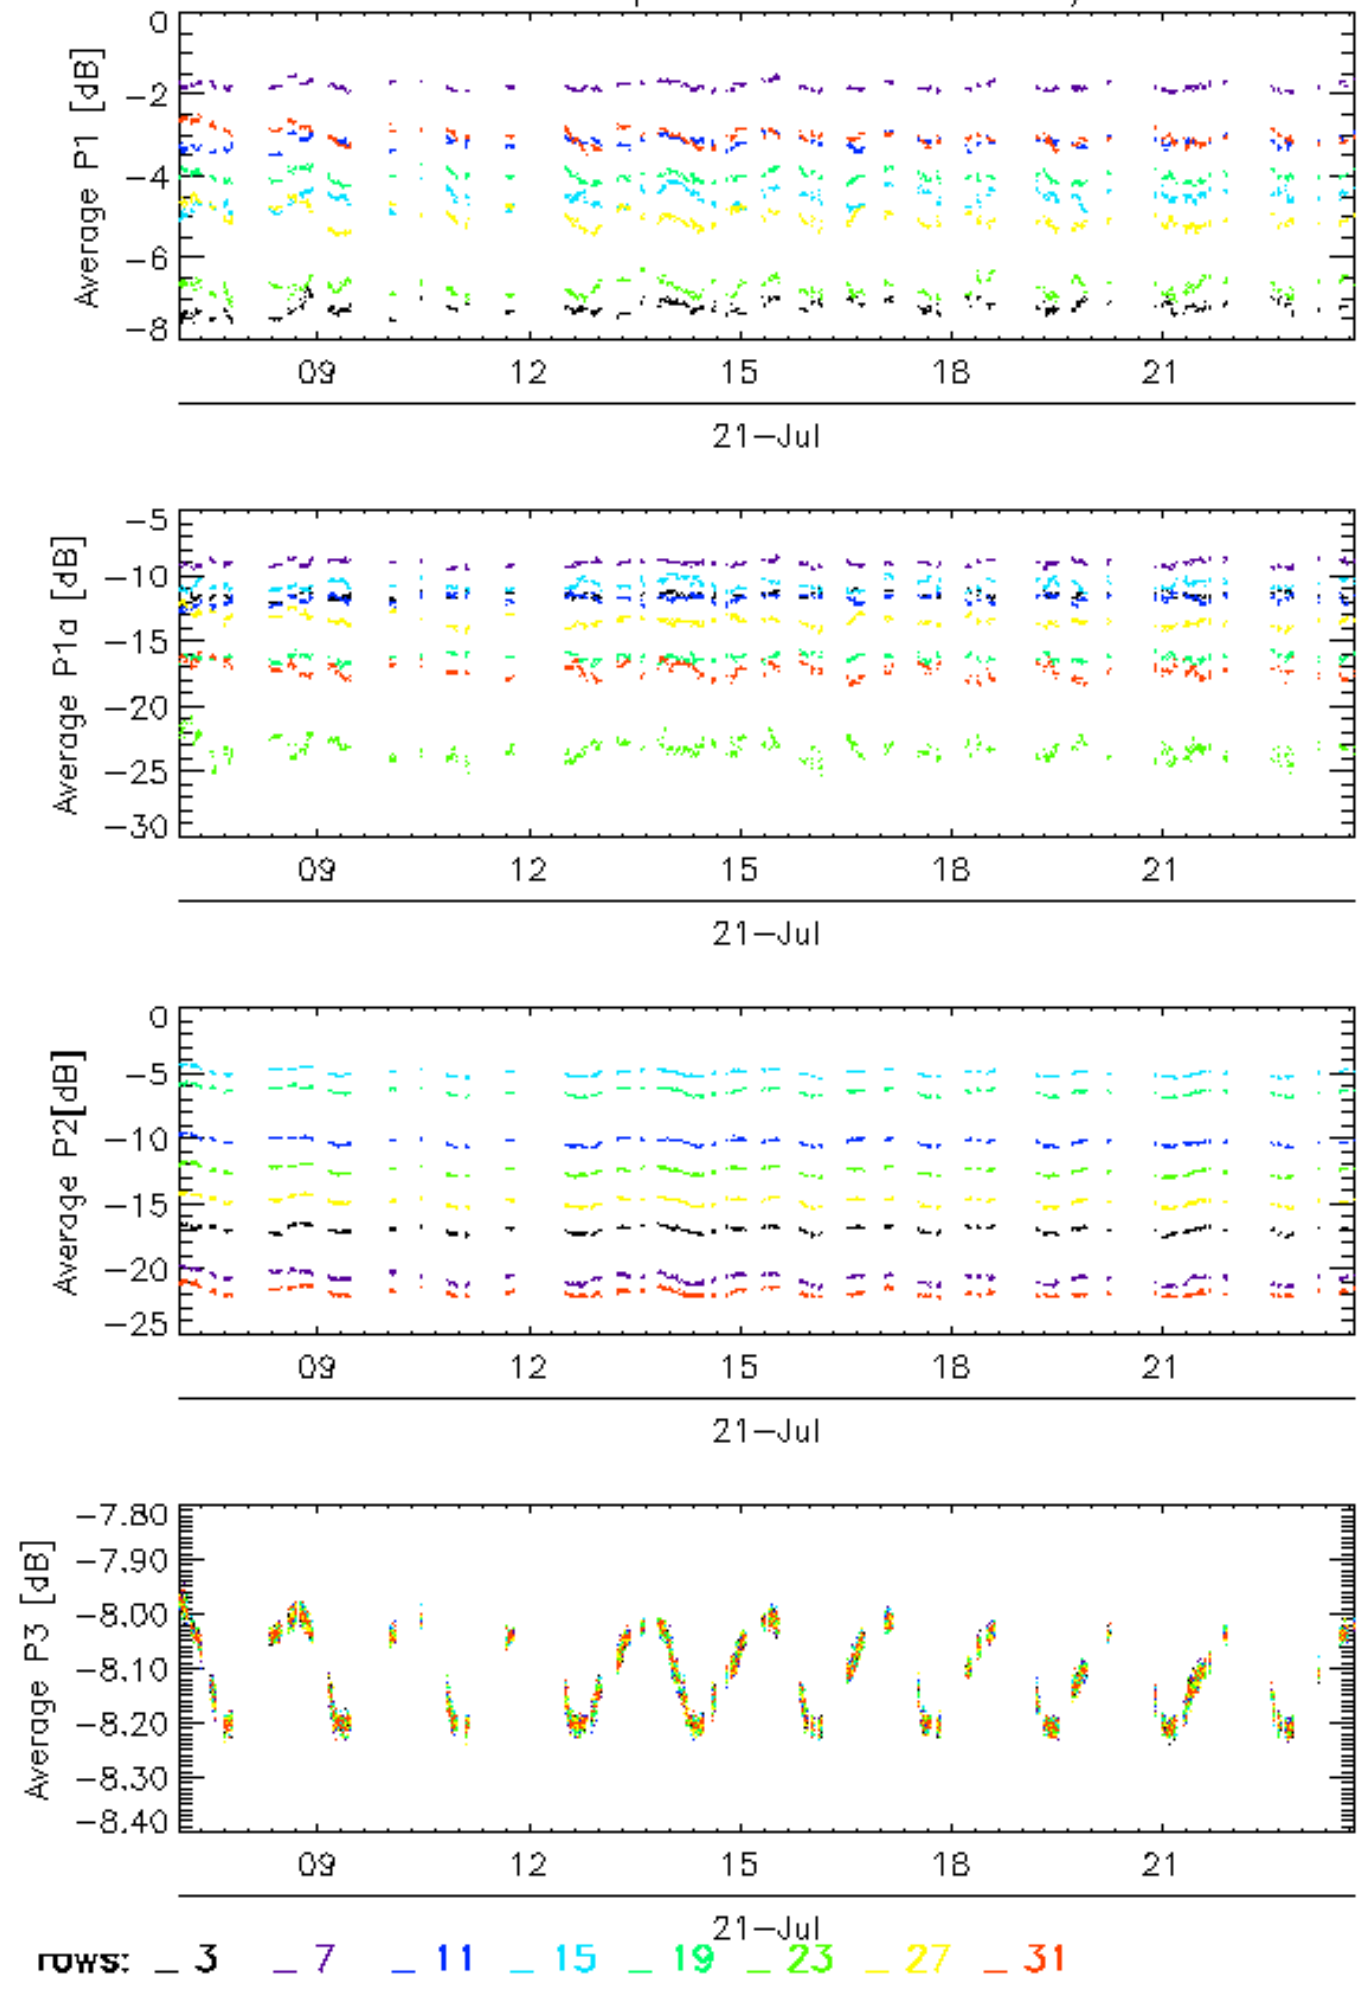 Average P1 [dB]
0
−2
−4
−6
−8
09 12 15 18 21
21−Jul
Average P1a [dB]
−5
−10
−15
−20
−25
−30
09 12 15 18 21
21−Jul
Average P2[dB]
0
−5
−10
−15
−20
−25
09 12 15 18 21
21−Jul
Average P3 [dB]
−7.80
−7.90
−8.00
−8.10
−8.20
−8.30
−8.40
09 12 15 18 21
21−Jul
rows: _ 3 _ 7 _ 11 _ 15 _ 19 _ 23 _ 27 _ 31